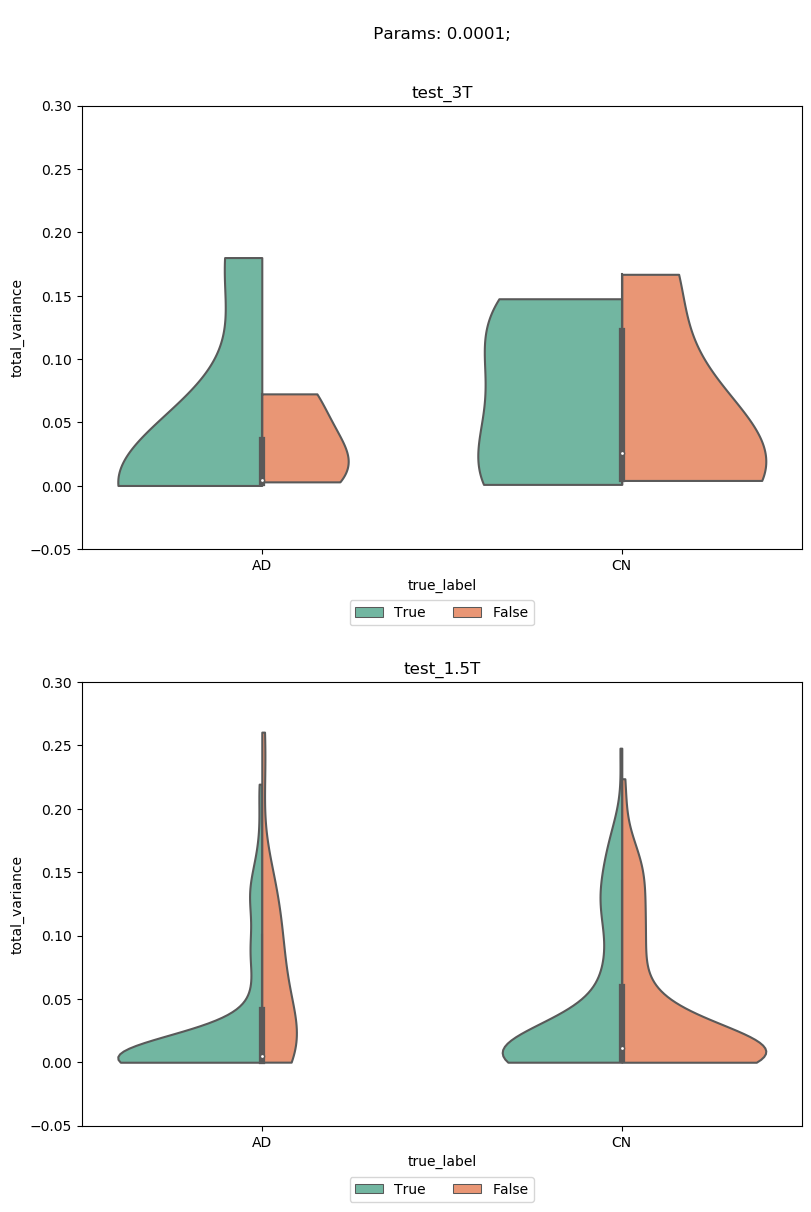 Params: 0.0001;
test_3T
0.30
0.25
0.20
0.15
0.10
0.05
0.00
−0.05
total_variance
AD CN
true_label
True False
test_1.5T
0.30
0.25
0.20
0.15
0.10
0.05
0.00
−0.05
total_variance
AD CN
true_label
True False